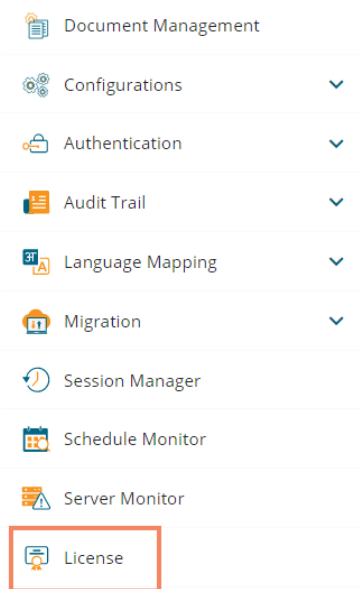 Document Management
Configurations
Authentication
Audit Trail
अ
A
Language Mapping
Migration
Session Manager
Schedule Monitor
Server Monitor
License